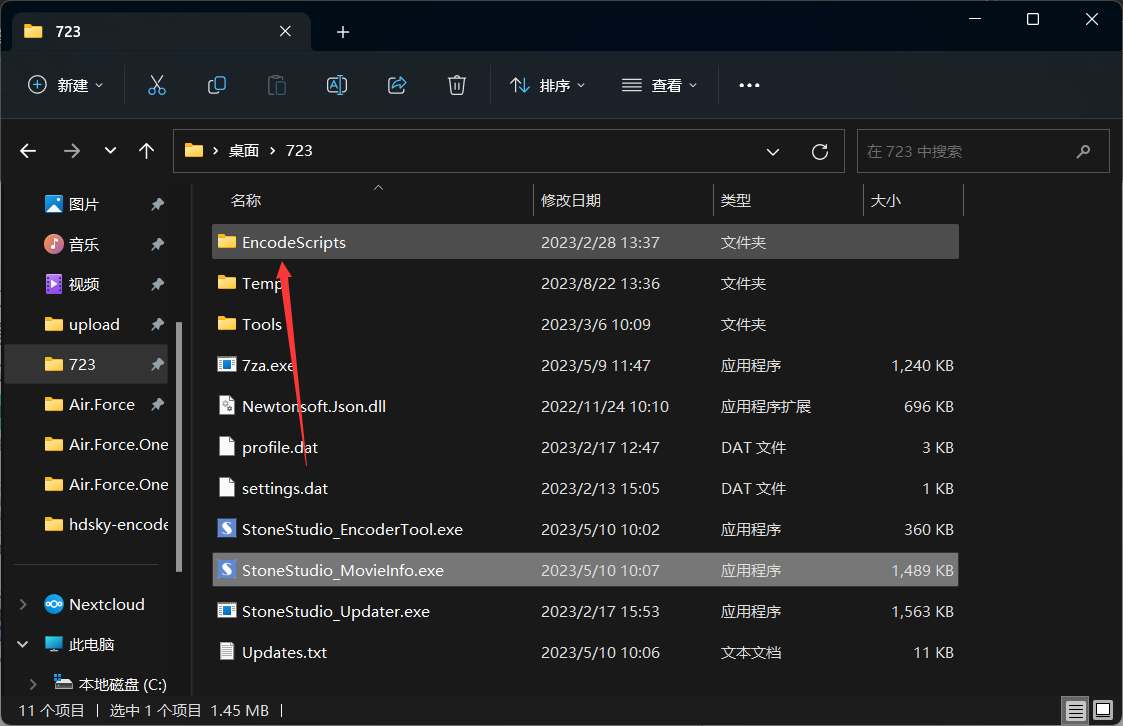 723
新建
排序
查看
桌面 > 723
在 723 中搜索
名称 修改日期 类型 大小
图片
音乐
视频
upload
723
Air.Force
Air.Force.One
Air.Force.One
hdsky-encode
Nextcloud
此电脑
本地磁盘 (C:)
EncodeScripts 2023/2/28 13:37 文件夹
Temp 2023/8/22 13:36 文件夹
Tools 2023/3/6 10:09 文件夹
7za.exe 2023/5/9 11:47 应用程序 1,240 KB
Newtonsoft.Json.dll 2022/11/24 10:10 应用程序扩展 696 KB
profile.dat 2023/2/17 12:47 DAT 文件 3 KB
settings.dat 2023/2/13 15:05 DAT 文件 1 KB
StoneStudio_EncoderTool.exe 2023/5/10 10:02 应用程序 360 KB
StoneStudio_MovieInfo.exe 2023/5/10 10:07 应用程序 1,489 KB
StoneStudio_Updater.exe 2023/2/17 15:53 应用程序 1,563 KB
Updates.txt 2023/5/10 10:06 文本文档 11 KB
11 个项目 | 选中 1 个项目 1.45 MB |